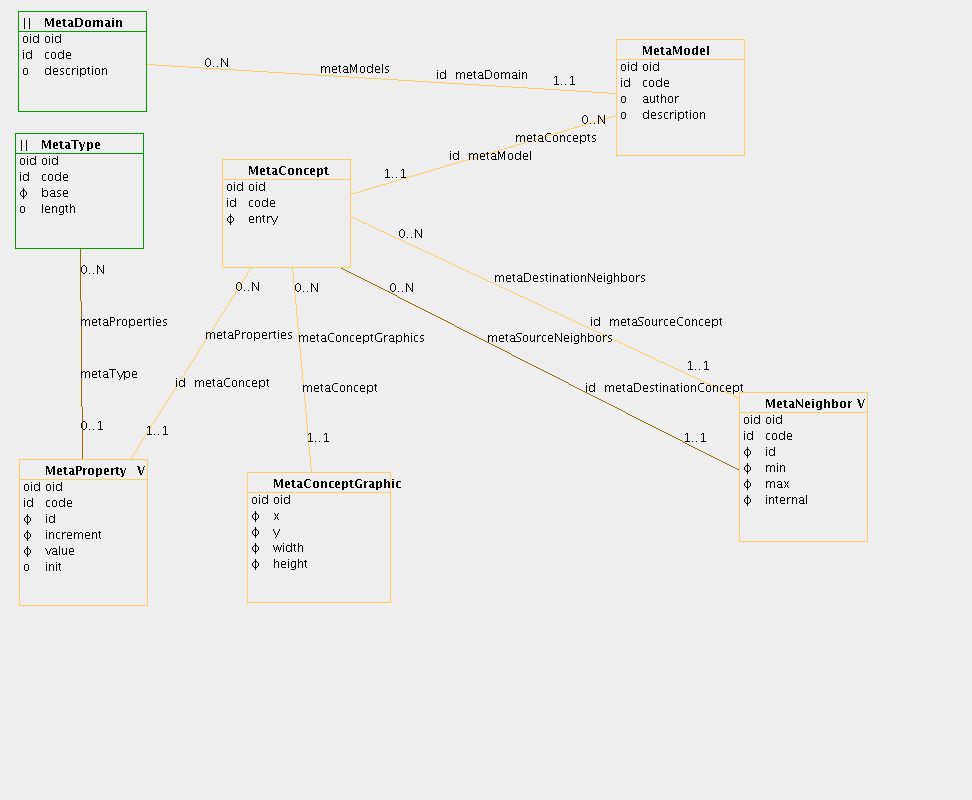 || MetaDomain
oid oid
id code
o description
MetaModel
oid oid
id code
o author
o description
0..N
metaModels
id metaDomain
1..1
0..N
metaConcepts
id metaModel
1..1
|| MetaType
oid oid
id code
ϕ base
o length
MetaConcept
oid oid
id code
ϕ entry
0..N
metaDestinationNeighbors
id metaSourceConcept
1..1
0..N
metaProperties
metaType
0..1
0..N
metaProperties
id metaConcept
1..1
0..N
metaConceptGraphics
metaConcept
1..1
0..N
metaSourceNeighbors
id metaDestinationConcept
1..1
MetaNeighbor V
oid oid
id code
ϕ id
ϕ min
ϕ max
ϕ internal
MetaProperty V
oid oid
id code
ϕ id
ϕ increment
ϕ value
o init
MetaConceptGraphic
oid oid
ϕ x
ϕ y
ϕ width
ϕ height